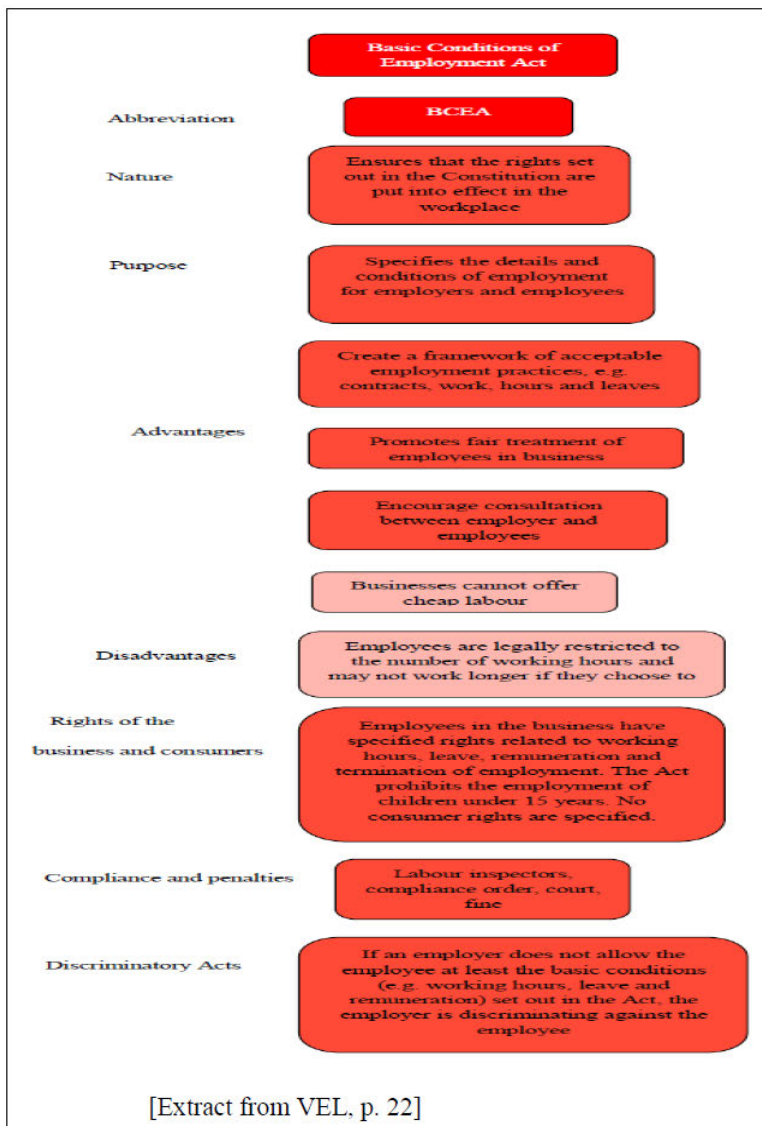 Basic Conditions of
Employment Act
Abbreviation
BCEA
Nature
Ensures that the rights set
out in the Constitution are
put into effect in the
workplace
Purpose
Specifies the details and
conditions of employment
for employers and employees
Create a framework of acceptable
employment practices, e.g.
contracts, work, hours and leaves
Advantages
Promotes fair treatment of
employees in business
Encourage consultation
between employer and
employees
Businesses cannot offer
cheap labour
Disadvantages
Employees are legally restricted to
the number of working hours and
may not work longer if they choose to
Rights of the
business and consumers
Employees in the business have
specified rights related to working
hours, leave, remuneration and
termination of employment. The Act
prohibits the employment of
children under 15 years. No
consumer rights are specified.
Compliance and penalties
Labour inspectors,
compliance order, court,
fine
Discriminatory Acts
If an employer does not allow the
employee at least the basic conditions
(e.g. working hours, leave and
remuneration) set out in the Act, the
employer is discriminating against the
employee
[Extract from VEL, p. 22]